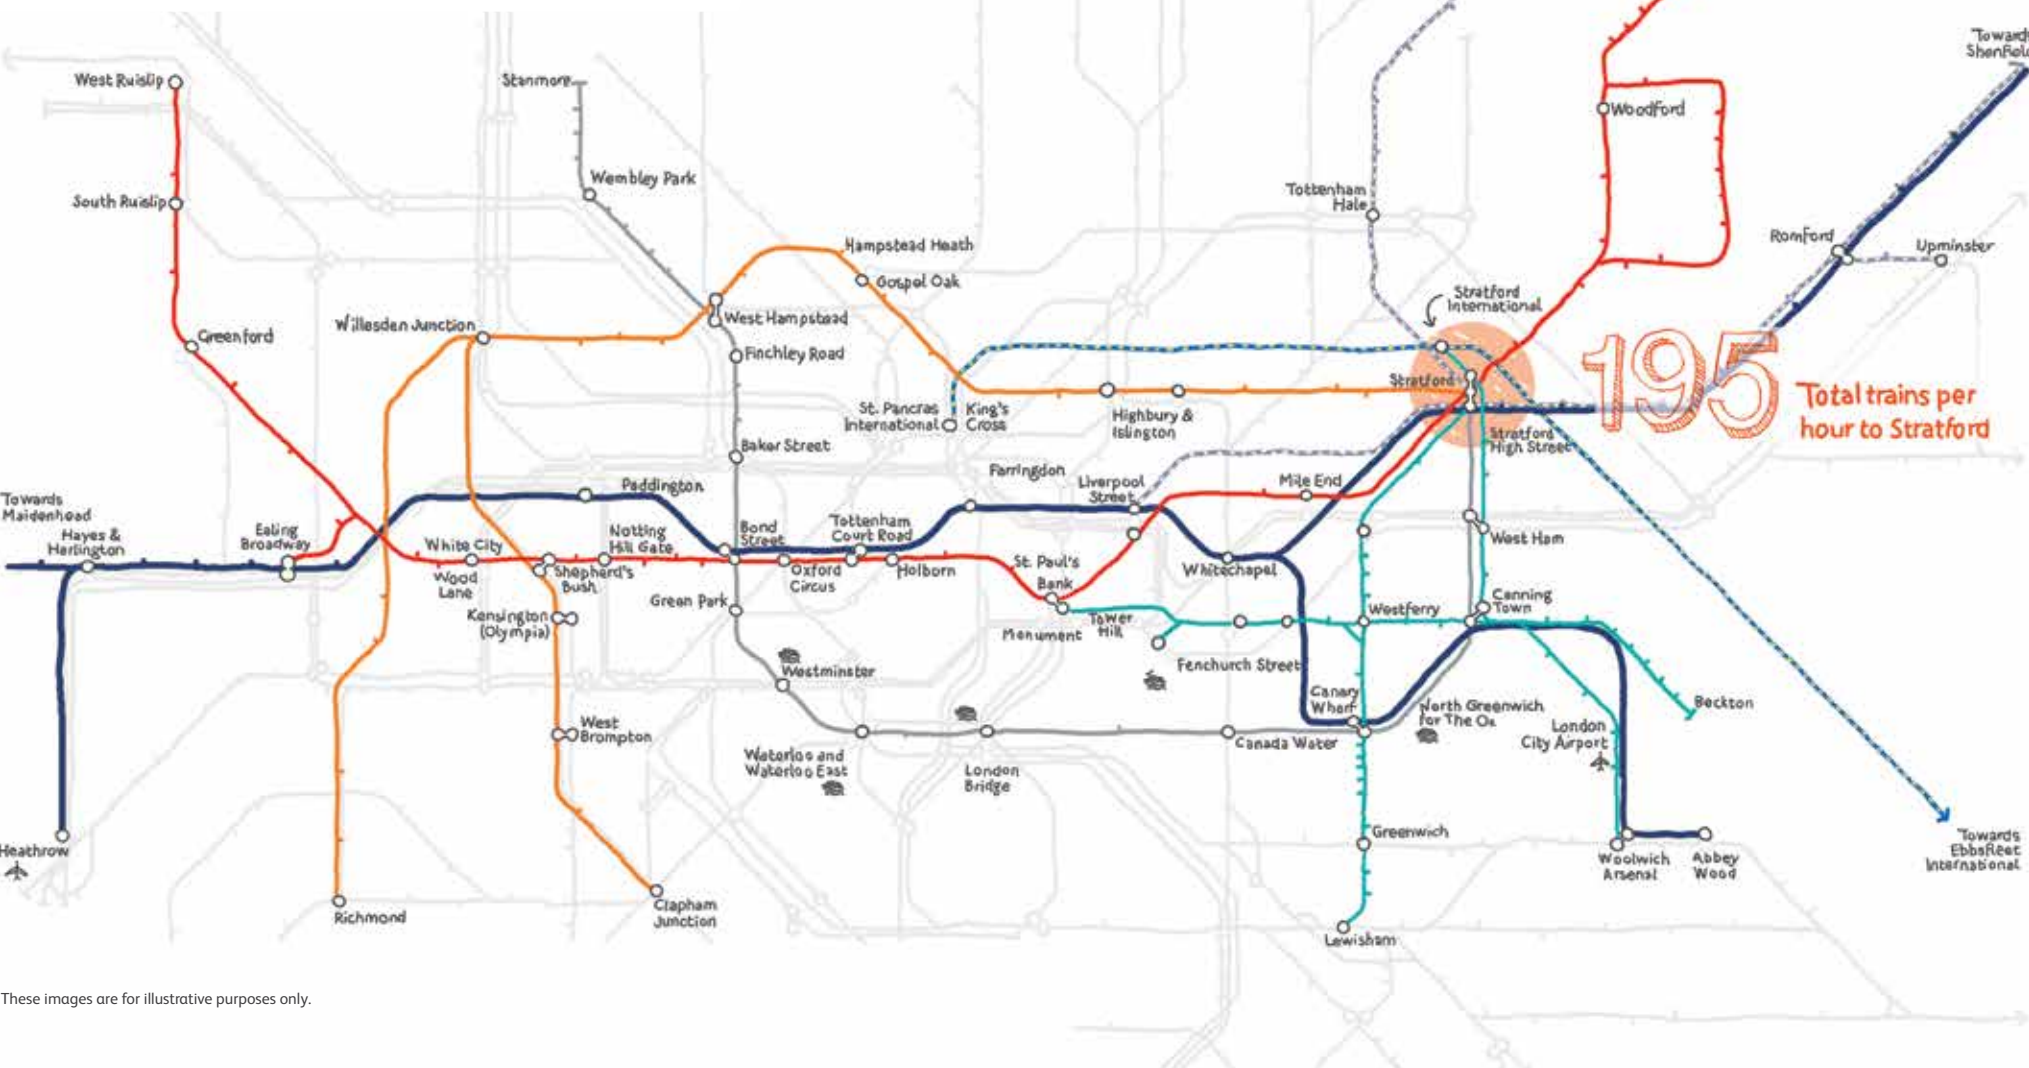 Towards
Shenfield
West Ruislip
Stanmore
Woodford
Wembley Park
Tottenham
Hale
South Ruislip
Romford
Upminster
Hampstead Heath
Gospel Oak
Stratford
International
Willesden Junction
West Hampstead
Greenford
Finchley Road
195
Stratford
Total trains per
hour to Stratford
St. Pancras
International
King's
Cross
Highbury &
Islington
Stratford
High Street
Baker Street
Farringdon
Paddington
Liverpool
Street
Mile End
Towards
Maidenhead
Hayes &
Harlington
Ealing
Broadway
White City
Notting
Hill Gate
Bond
Street
Tottenham
Court Road
West Ham
Wood
Lane
Shepherd's
Bush
Oxford
Circus
Holborn
St. Paul's
Bank
Whitechapel
Green Park
Kensington
(Olympia)
Monument
Tower
Hill
Westferry
Canning
Town
Fenchurch Street
Westminster
Canary
Wharf
North Greenwich
for The O2
Beckton
West
Brompton
London
City Airport
Waterloo and
Waterloo East
London
Bridge
Canada Water
Greenwich
Heathrow
Woolwich
Arsenal
Abbey
Wood
Towards
Ebbsfleet
International
Richmond
Clapham
Junction
Lewisham
These images are for illustrative purposes only.